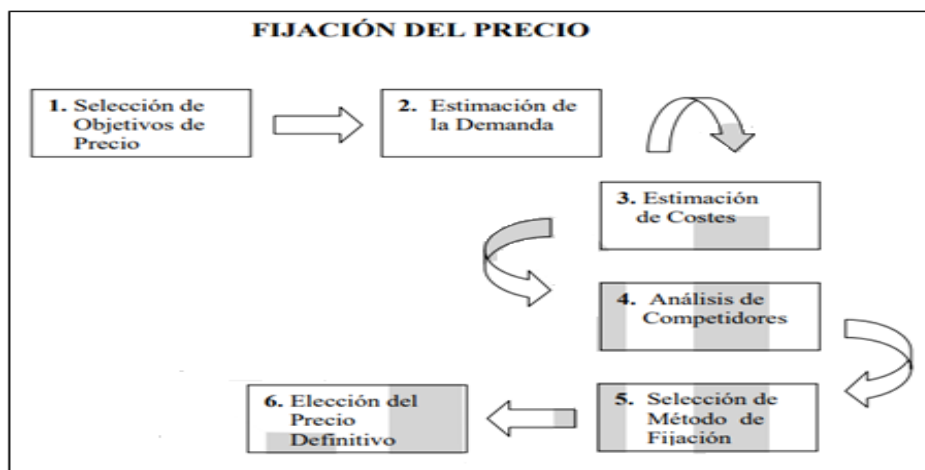 FIJACIÓN DEL PRECIO
1. Selección de
Objetivos de
Precio
2. Estimación de
la Demanda
3. Estimación
de Costes
4. Análisis de
Competidores
5. Selección de
Método de
Fijación
6. Elección del
Precio
Definitivo